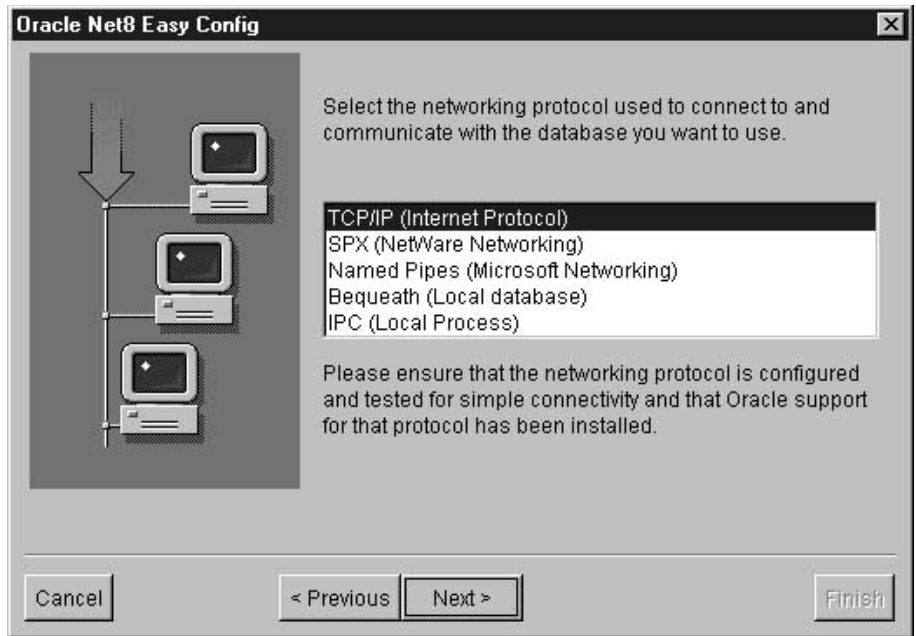 Oracle Net8 Easy Config
Select the networking protocol used to connect to and
communicate with the database you want to use.
TCP/IP (Internet Protocol)
SPX (NetWare Networking)
Named Pipes (Microsoft Networking)
Bequeath (Local database)
IPC (Local Process)
Please ensure that the networking protocol is configured
and tested for simple connectivity and that Oracle support
for that protocol has been installed.
Cancel < Previous Next > Finish